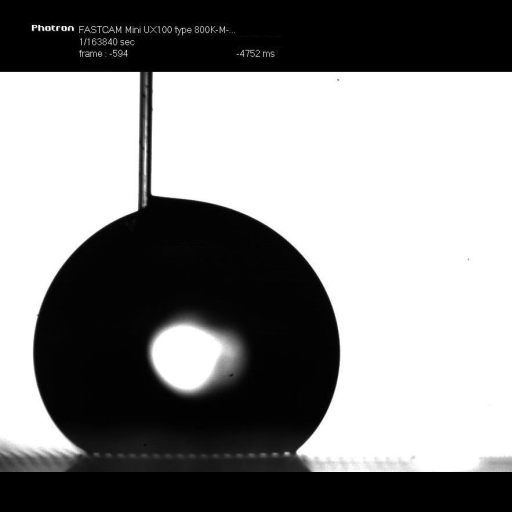 Photron FASTCAM Mini UX100 type 800K-M-...
1/163840 sec
frame : -594 -4752 ms